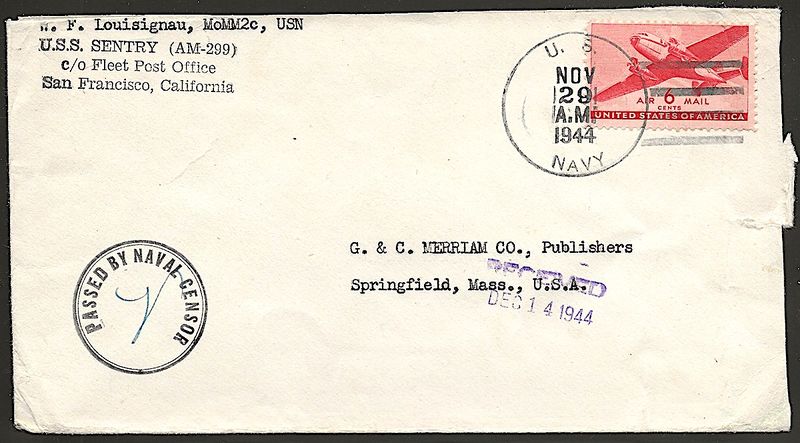 W. F. Louisignau, MoMM2c, USN
U.S.S. SENTRY (AM-299)
c/o Fleet Post Office
San Francisco, California
U. S.
NOV
29
A.M.
1944
NAVY
AIR 6 MAIL
CENTS
UNITED STATES OF AMERICA
G. & C. MERRIAM CO., Publishers
Springfield, Mass., U.S.A.
RECEIVED
DEC 14 1944
PASSED BY NAVAL CENSOR